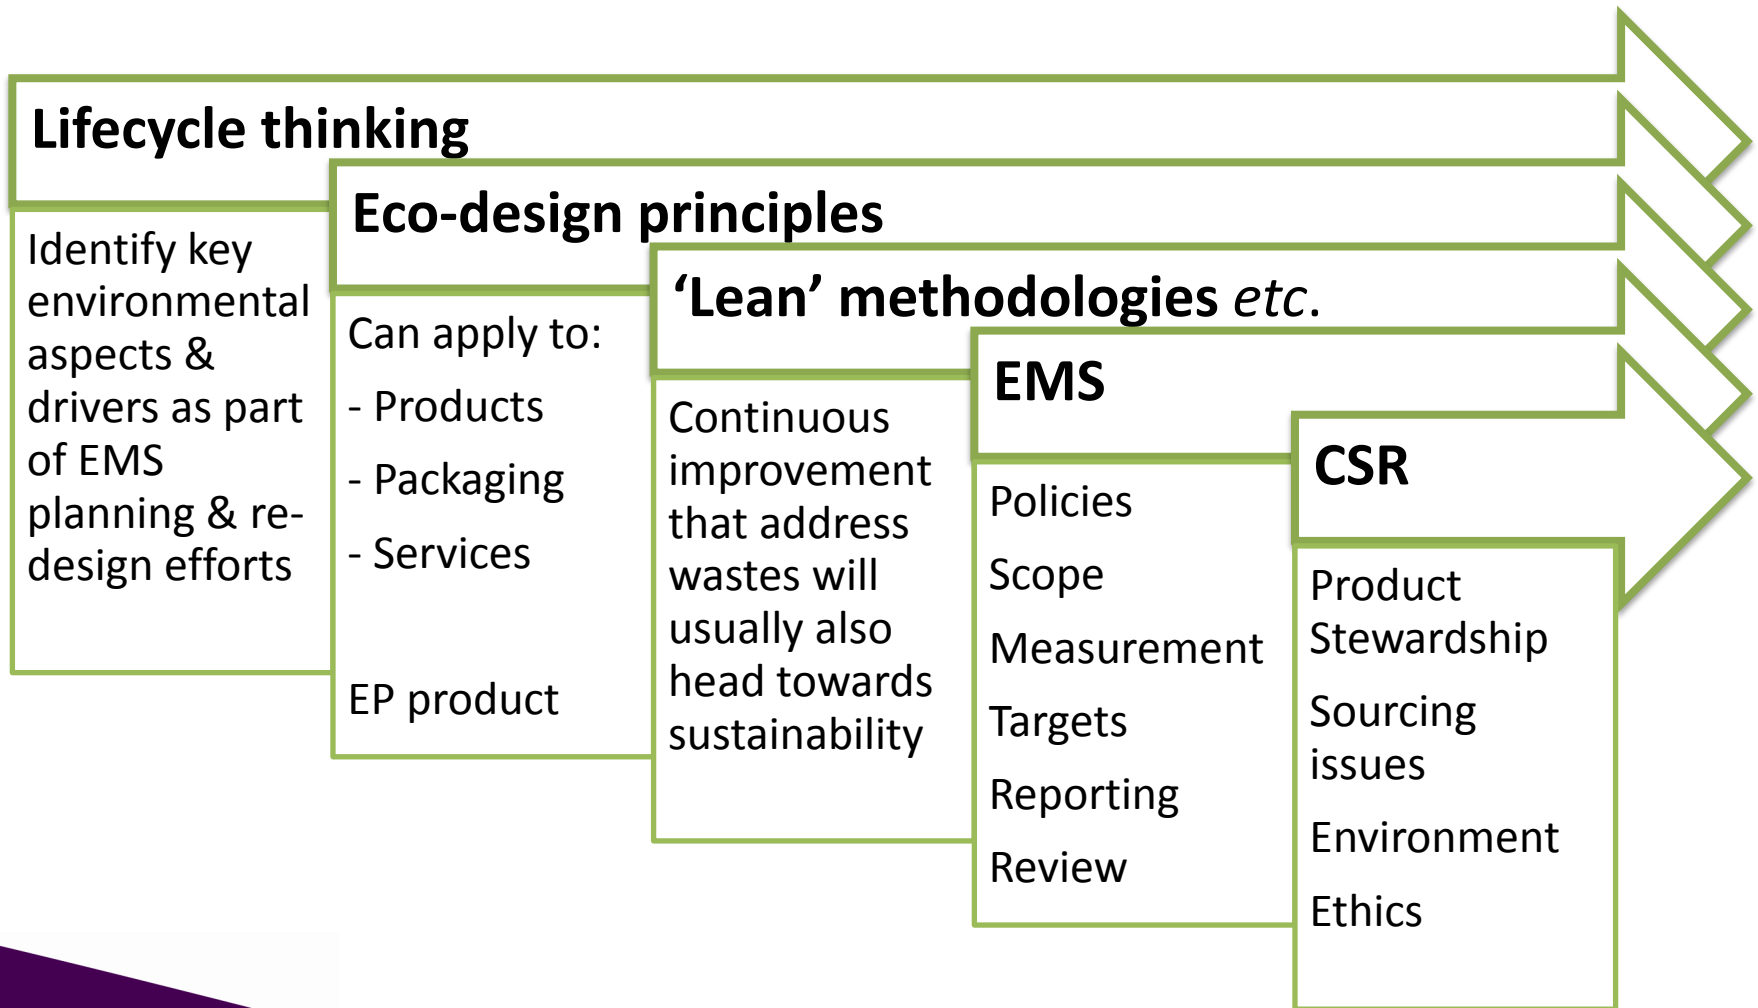 Lifecycle thinking
Identify key
environmental
aspects &
drivers as part
of EMS
planning & re-
design efforts
Eco-design principles
Can apply to:
- Products
- Packaging
- Services
EP product
‘Lean’ methodologies etc.
Continuous
improvement
that address
wastes will
usually also
head towards
sustainability
EMS
Policies
Scope
Measurement
Targets
Reporting
Review
CSR
Product
Stewardship
Sourcing
issues
Environment
Ethics